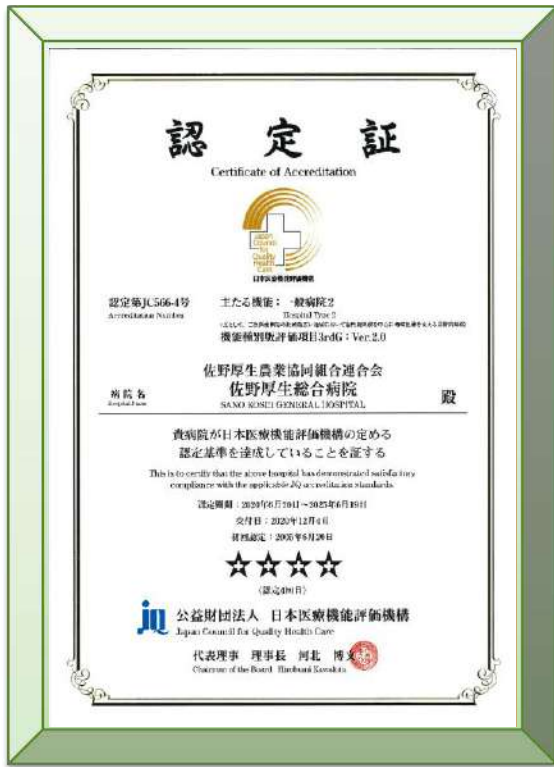 認定証
Certificate of Accreditation
Japan
Council
for
Quality
Health
Care
日本医療機能評価機構
認定第JC566-4号
Accreditation Number
主たる機能：一般病院2
Hospital Type 2
機能種別版評価項目3rdG：Ver.2.0
佐野厚生農業協同組合連合会
病院名
Hospital Name
佐野厚生総合病院
殿
SANO KOSEI GENERAL HOSPITAL
貴病院が日本医療機能評価機構の定める
認定基準を達成していることを証する
This is to certify that the above hospital has demonstrated satisfactory
compliance with the applicable JQ accreditation standards.
認定期間：2020年6月20日～2025年6月19日
交付日：2020年12月4日
初回認定：2005年6月20日
(認定4回目)
jQ 公益財団法人 日本医療機能評価機構
Japan Council for Quality Health Care
代表理事 理事長 河北 博文
Chairman of the Board Hirobumi Kawakita